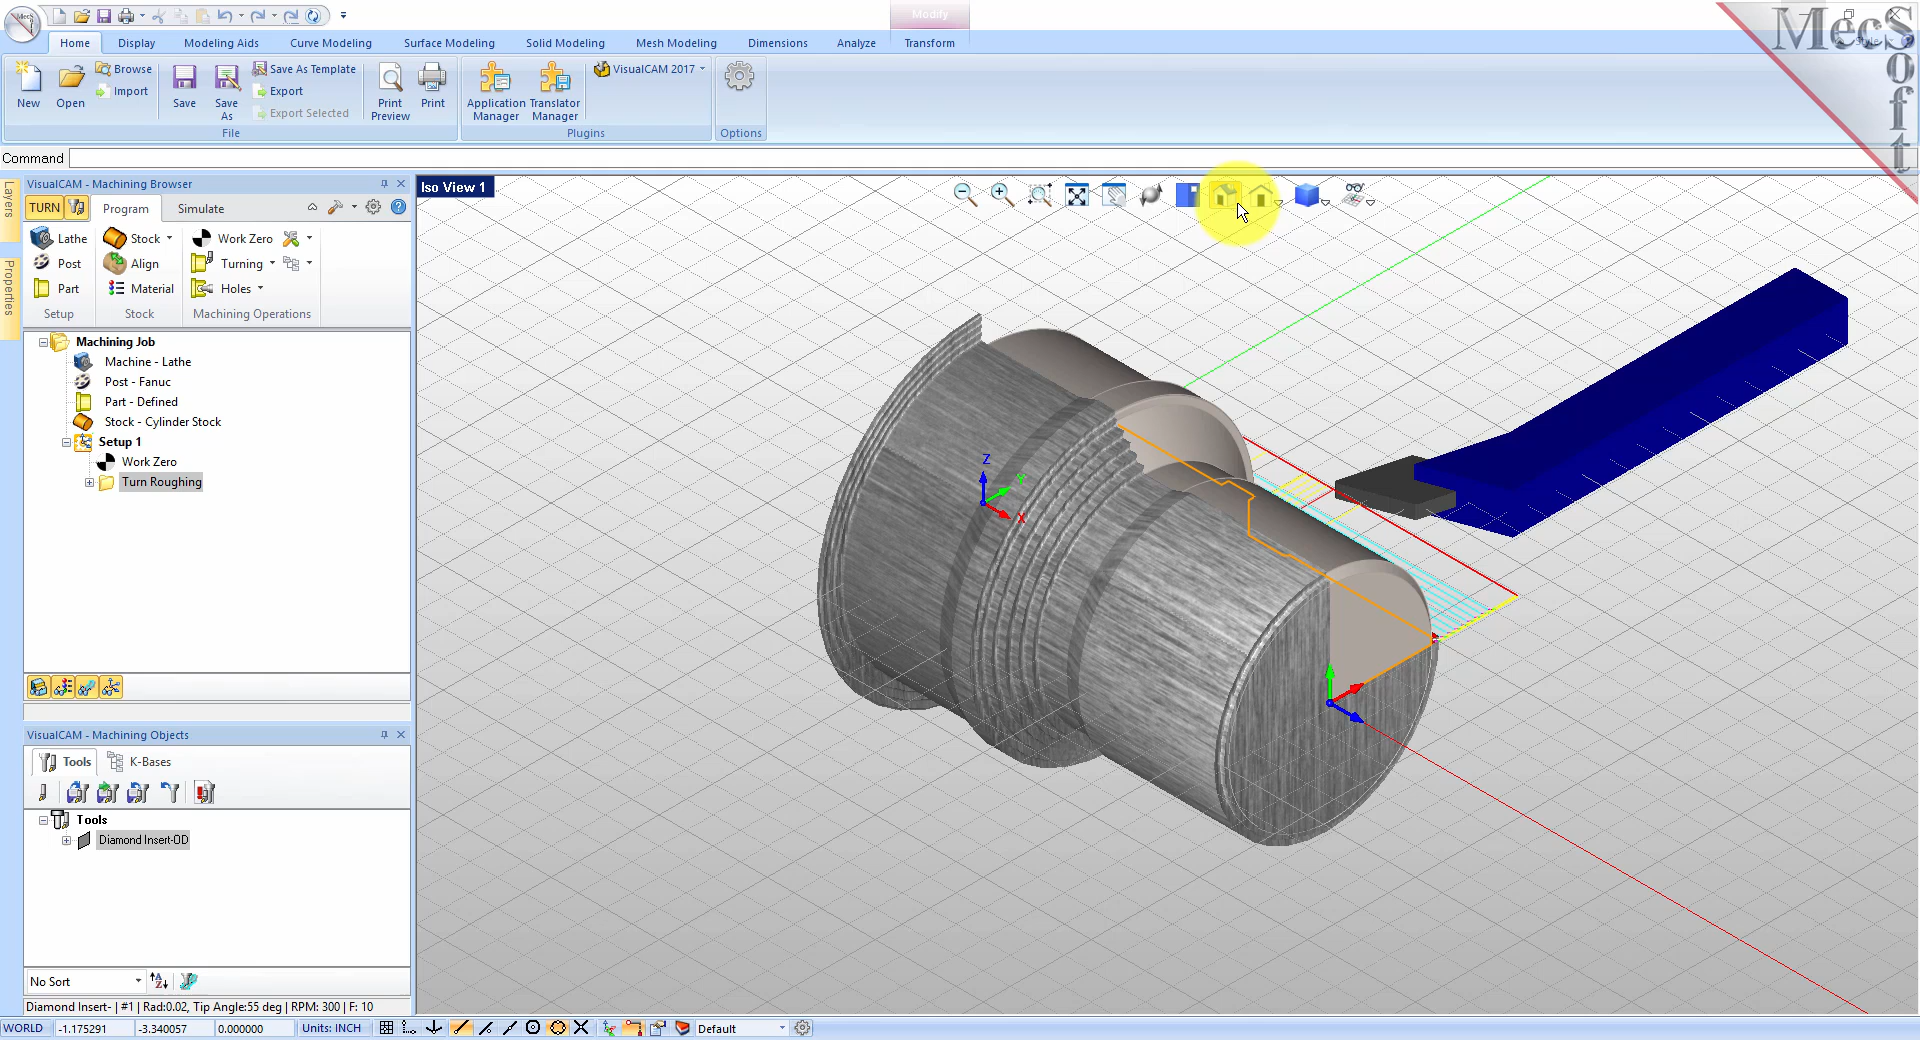 Modify
Home Display Modeling Aids Curve Modeling Surface Modeling Solid Modeling Mesh Modeling Dimensions Analyze Transform
New
Open
Browse
Import
Save
Save As
Save As Template
Export
Export Selected
Print Preview
Print
File
Application Manager
Translator Manager
VisualCAM 2017
Plugins
Options
MecSoft
Command
Layers
Properties
VisualCAM - Machining Browser
TURN Program Simulate
Lathe Stock Work Zero
Post Align Turning
Part Material Holes
Setup Stock Machining Operations
Machining Job
Machine - Lathe
Post - Fanuc
Part - Defined
Stock - Cylinder Stock
Setup 1
Work Zero
Turn Roughing
VisualCAM - Machining Objects
Tools K-Bases
Tools
Diamond Insert-OD
No Sort
Diamond Insert- | #1 | Rad:0.02, Tip Angle:55 deg | RPM: 300 | F: 10
Iso View 1
Z
Y
X
WORLD -1.175291 -3.340057 0.000000 Units: INCH Default